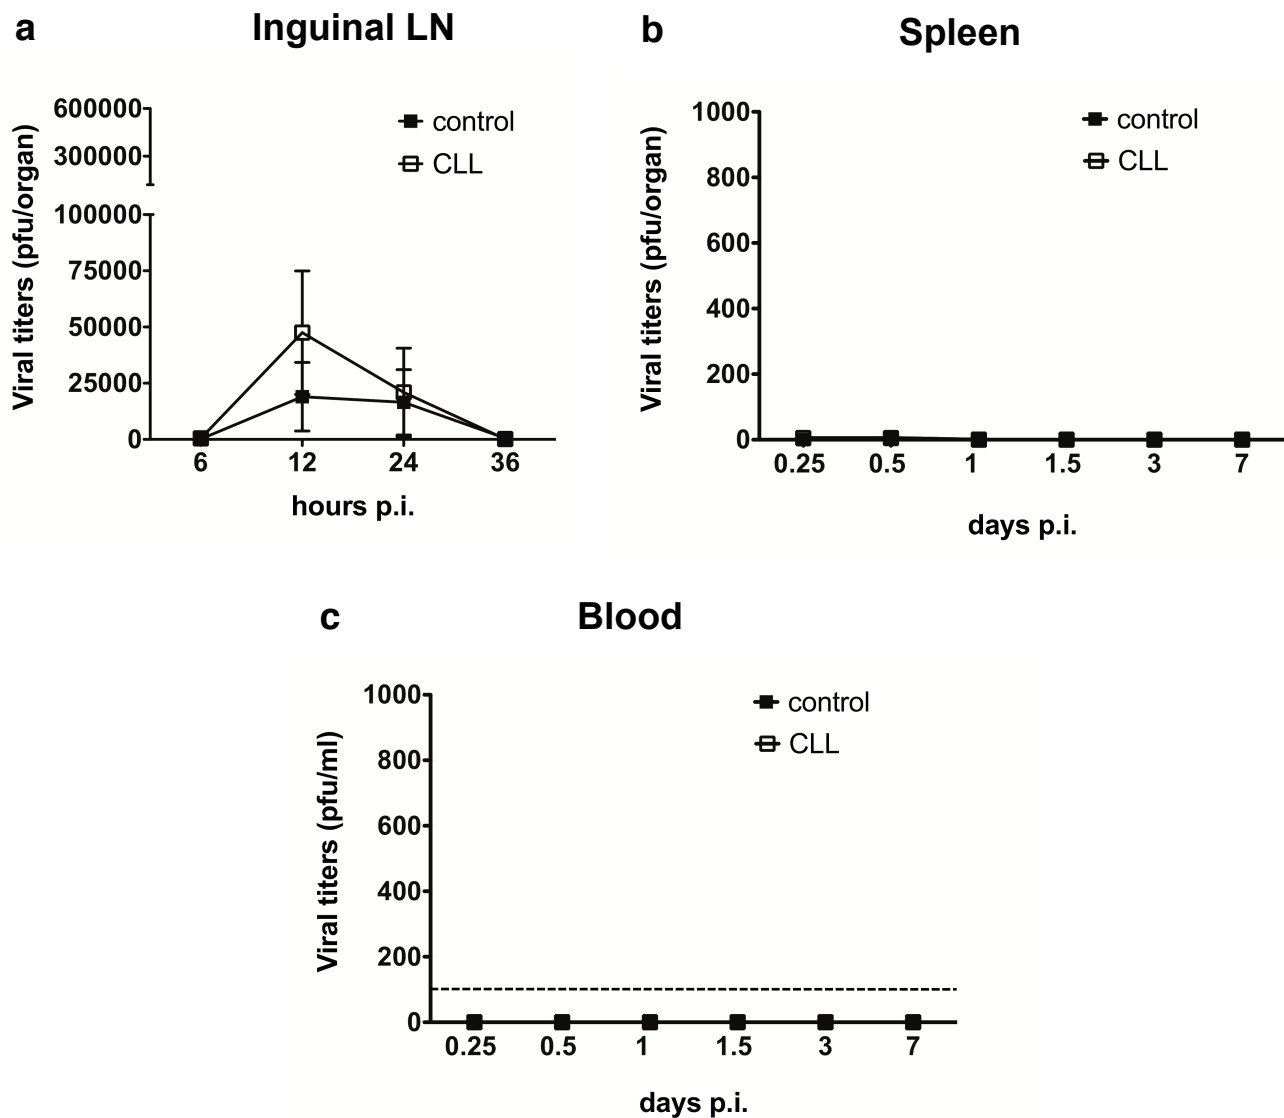 a
Inguinal LN
Viral titers (pfu/organ)
600000
300000
100000
75000
50000
25000
0
control
CLL
6 12 24 36
hours p.i.
b
Spleen
Viral titers (pfu/organ)
1000
800
600
400
200
0
control
CLL
0.25 0.5 1 1.5 3 7
days p.i.
c
Blood
Viral titers (pfu/ml)
1000
800
600
400
200
0
control
CLL
0.25 0.5 1 1.5 3 7
days p.i.